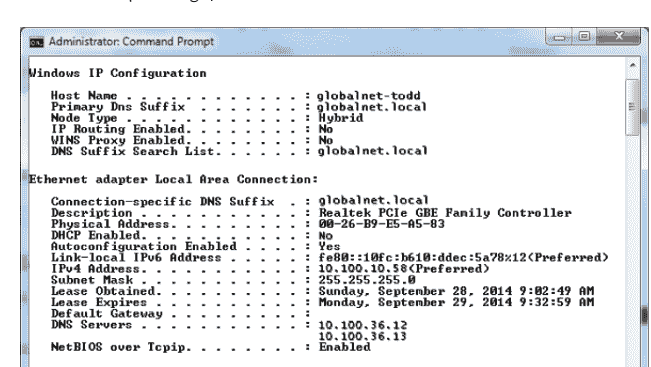 Administrator: Command Prompt
Windows IP Configuration
Host Name . . . . . . . . . . . . : globalnet-todd
Primary Dns Suffix . . . . . . . : globalnet.local
Node Type . . . . . . . . . . . . : Hybrid
IP Routing Enabled. . . . . . . . : No
WINS Proxy Enabled. . . . . . . . : No
DNS Suffix Search List. . . . . . : globalnet.local
Ethernet adapter Local Area Connection:
Connection-specific DNS Suffix . : globalnet.local
Description . . . . . . . . . . . : Realtek PCIe GBE Family Controller
Physical Address. . . . . . . . . : 00-26-B9-E5-A5-83
DHCP Enabled. . . . . . . . . . . : No
Autoconfiguration Enabled . . . . : Yes
Link-local IPv6 Address . . . . . : fe80::10fc:b610:ddec:5a78%12(Preferred)
IPv4 Address. . . . . . . . . . . : 10.100.10.58(Preferred)
Subnet Mask . . . . . . . . . . . : 255.255.255.0
Lease Obtained. . . . . . . . . . : Sunday, September 28, 2014 9:02:49 AM
Lease Expires . . . . . . . . . . : Monday, September 29, 2014 9:32:59 AM
Default Gateway . . . . . . . . . :
DNS Servers . . . . . . . . . . . : 10.100.36.12
10.100.36.13
NetBIOS over Tcpip. . . . . . . . : Enabled